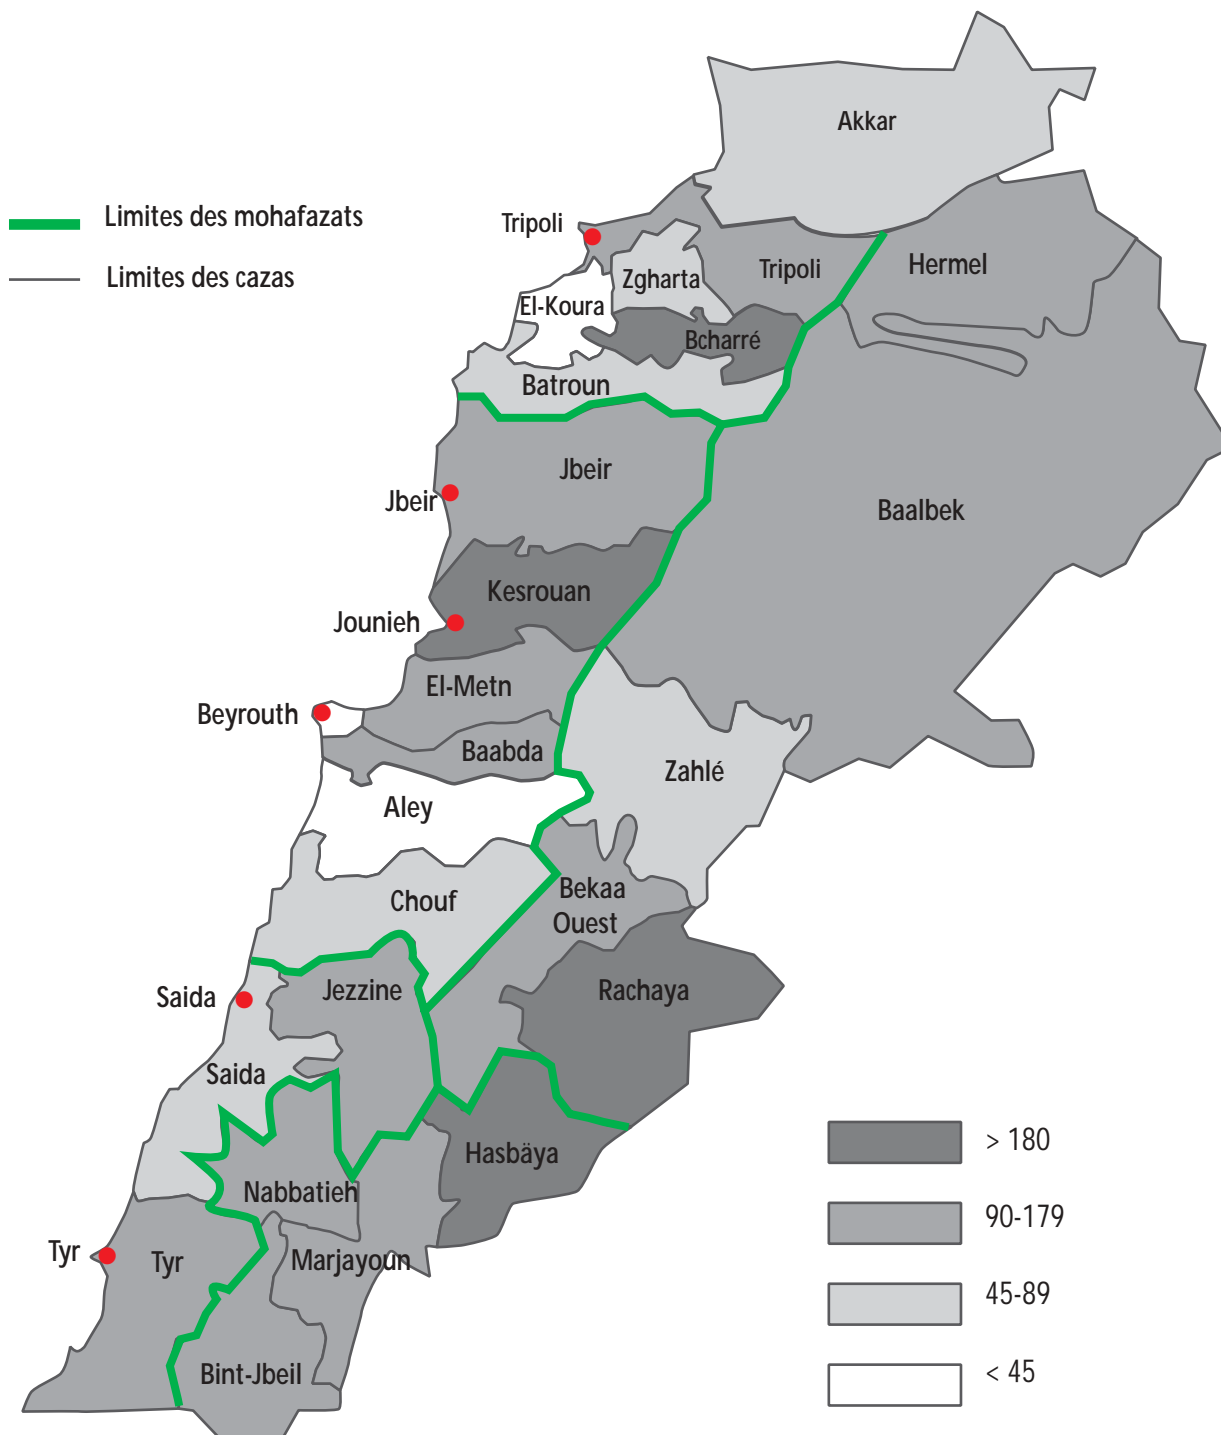 Akkar
Limites des mohafazats
Tripoli
Limites des cazas
Zgharta
Tripoli
Hermel
El-Koura
Bcharré
Batroun
Jbeir
Jbeir
Baalbek
Kesrouan
Jounieh
El-Metn
Beyrouth
Baabda
Zahlé
Aley
Chouf
Bekaa
Ouest
Saida
Jezzine
Rachaya
Saida
> 180
Hasbäya
Nabbatieh
90-179
Tyr
Tyr
Marjayoun
45-89
Bint-Jbeil
< 45